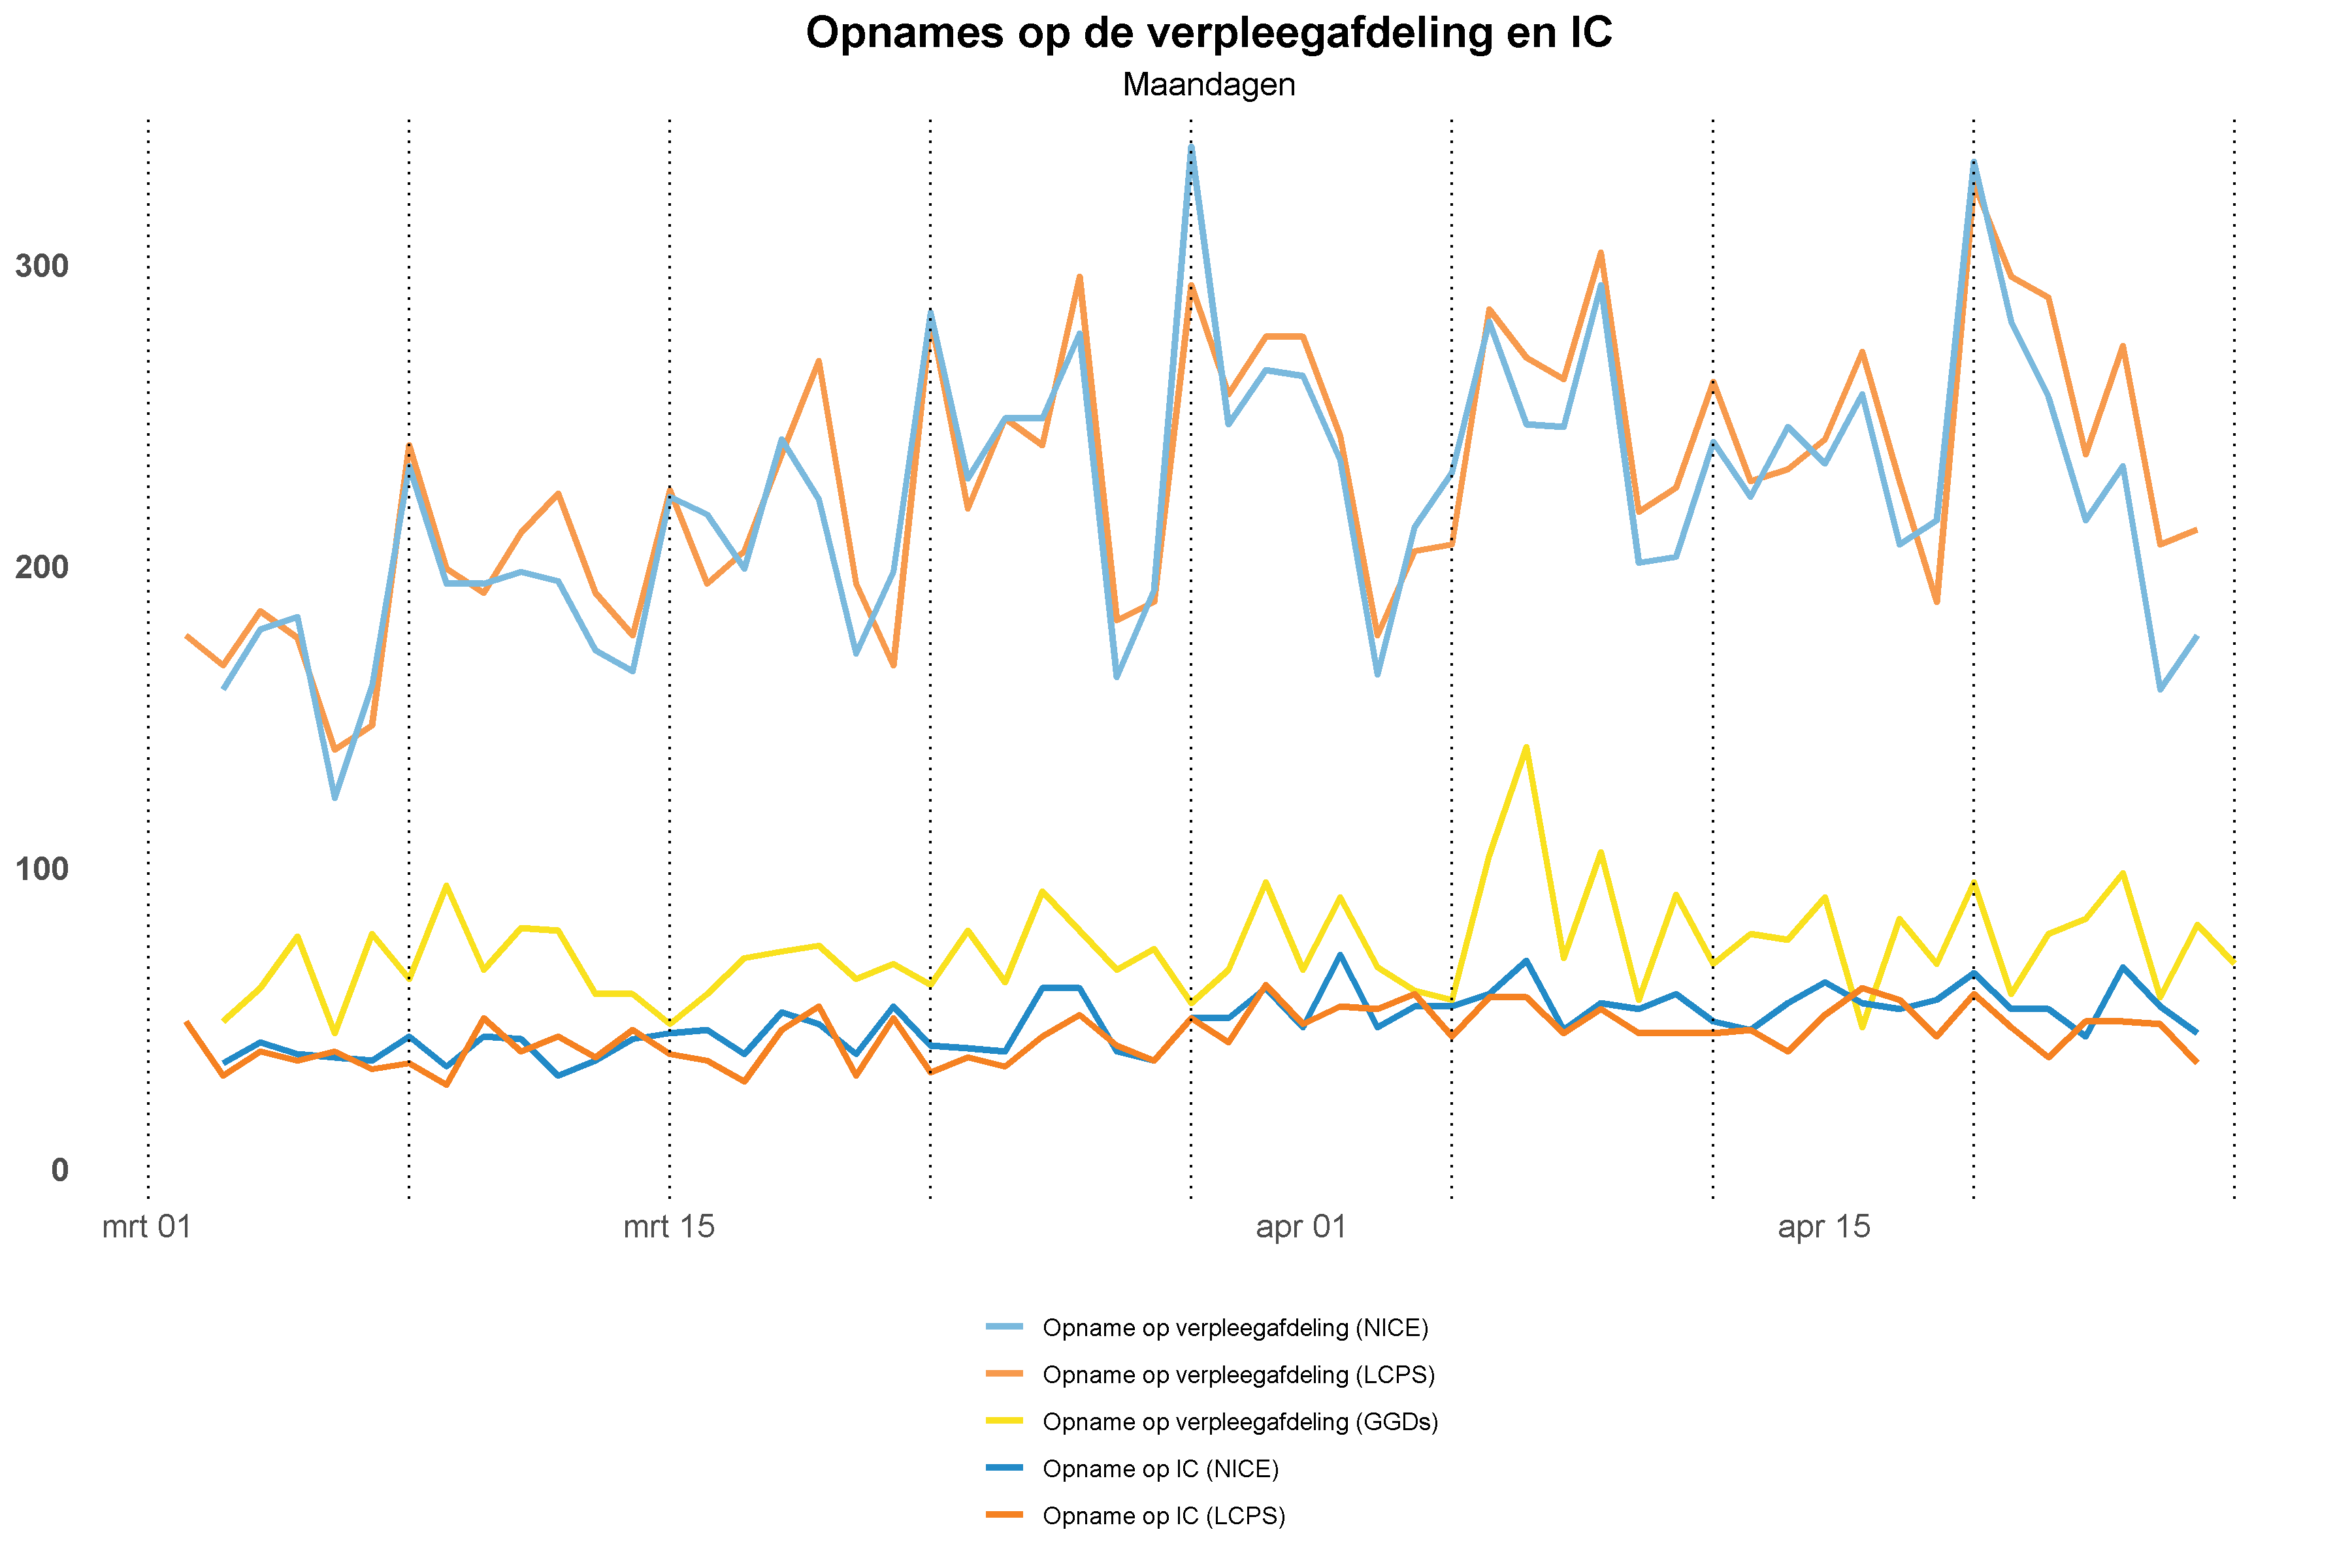 Opnames op de verpleegafdeling en IC
Maandagen
300
200
100
0
mrt 01 mrt 15 apr 01 apr 15
Opname op verpleegafdeling (NICE)
Opname op verpleegafdeling (LCPS)
Opname op verpleegafdeling (GGDs)
Opname op IC (NICE)
Opname op IC (LCPS)